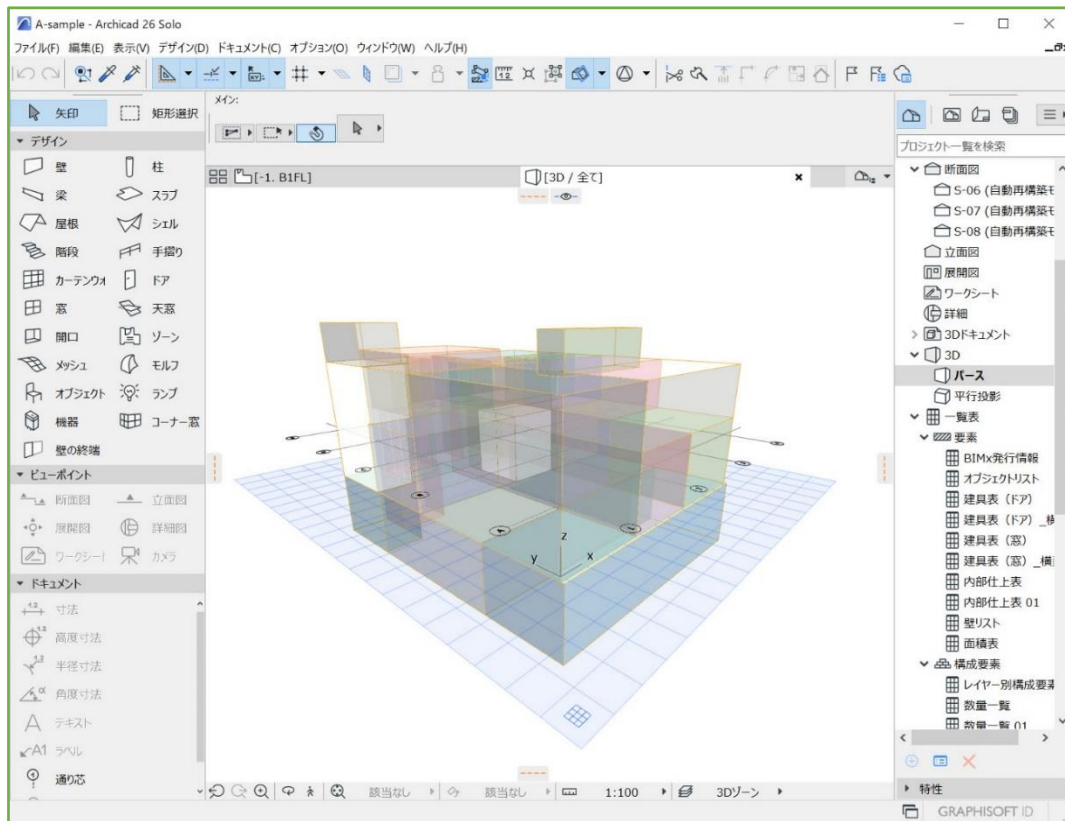 A-sample - Archicad 26 Solo
ファイル(F) 編集(E) 表示(V) デザイン(D) ドキュメント(C) オプション(O) ウィンドウ(W) ヘルプ(H)
メイン:
矢印
矩形選択
デザイン
壁
柱
梁
スラブ
屋根
シェル
階段
手摺り
カーテンウォ
ドア
窓
天窓
開口
ゾーン
メッシュ
モルフ
オブジェクト
ランプ
機器
コーナー窓
壁の終端
ビューポイント
断面図
立面図
展開図
詳細図
ワークシート
カメラ
ドキュメント
寸法
高度寸法
半径寸法
角度寸法
テキスト
ラベル
通り芯
[-1. B1FL]
[3D / 全て]
z
y
x
該当なし
該当なし
1:100
3Dゾーン
プロジェクト一覧を検索
断面図
S-06 (自動再構築モ
S-07 (自動再構築モ
S-08 (自動再構築モ
立面図
展開図
ワークシート
詳細
3Dドキュメント
3D
パース
平行投影
一覧表
要素
BIMx発行情報
オブジェクトリスト
建具表（ドア）
建具表（ドア）_横
建具表（窓）
建具表（窓）_横
内部仕上表
内部仕上表 01
壁リスト
面積表
構成要素
レイヤー別構成要素
数量一覧
数量一覧 01
特性
GRAPHISOFT ID